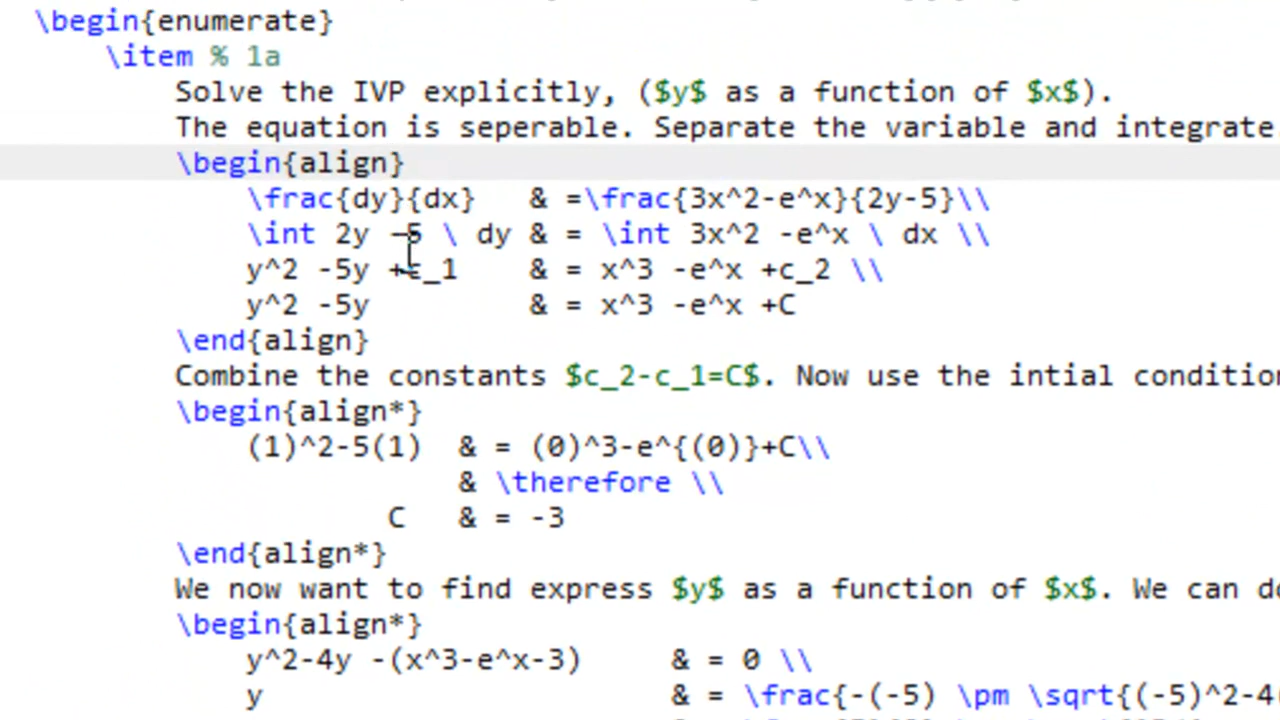 \begin{enumerate}
\item % 1a
Solve the IVP explicitly, ($y$ as a function of $x$).
The equation is seperable. Separate the variable and integrate.
\begin{align}
\frac{dy}{dx} & =\frac{3x^2-e^x}{2y-5}\\
\int 2y -5 \ dy & = \int 3x^2 -e^x \ dx \\
y^2 -5y +c_1 & = x^3 -e^x +c_2 \\
y^2 -5y & = x^3 -e^x +C
\end{align}
Combine the constants $c_2-c_1=C$. Now use the intial
\begin{align*}
(1)^2-5(1) & = (0)^3-e^{(0)}+C\\
& \therefore \\
C & = -3
\end{align*}
We now want to find express $y$ as a function of $x$. We can
\begin{align*}
y^2-4y -(x^3-e^x-3) & = 0 \\
y & = \frac{-(-5) \pm \sqrt{(-5)^2-4(